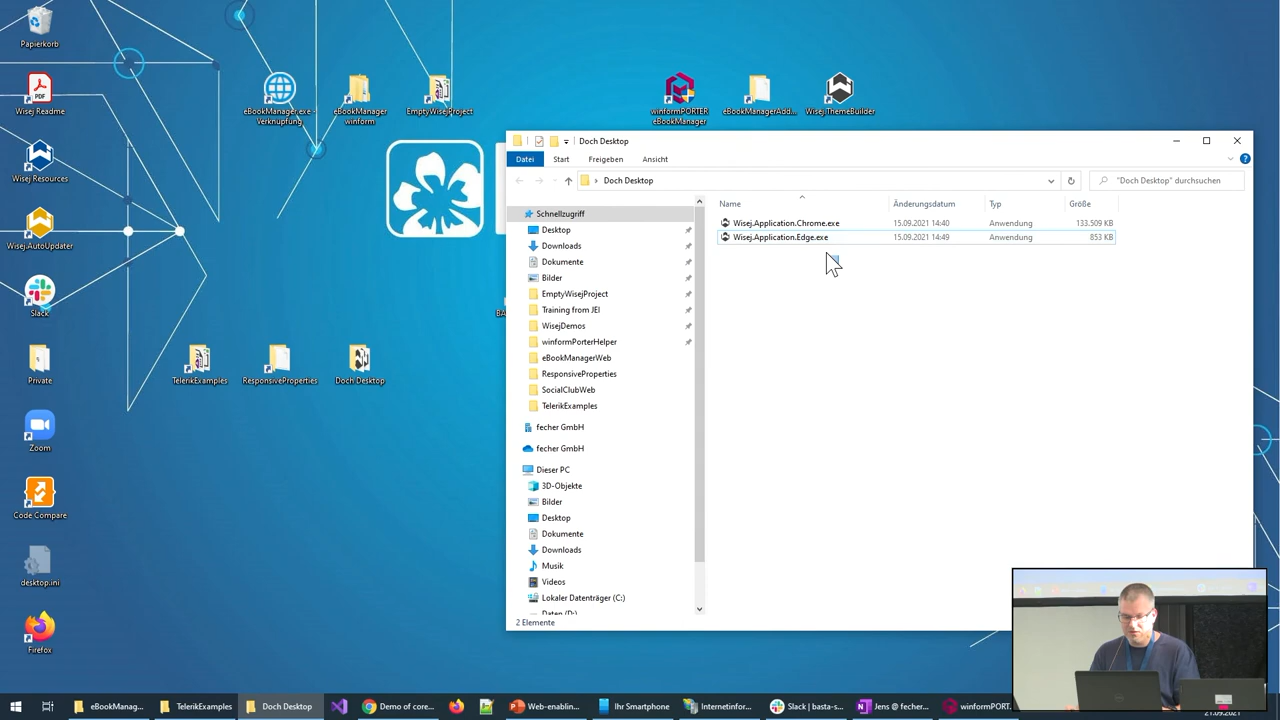 Papierkorb
Wisej Readme
Wisej Resources
Wisej.AutoUpdater
Slack
Private
Zoom
Code Compare
desktop.ini
Firefox
eBookManager.exe - Verknüpfung
eBookManager winform
EmptyWisejProject
winformPORTER eBookManager
eBookManagerAdd...
Wisej.ThemeBuilder
TelerikExamples
ResponsiveProperties
Doch Desktop
Doch Desktop
Datei Start Freigeben Ansicht
Doch Desktop
"Doch Desktop" durchsuchen
Name Änderungsdatum Typ Größe
Wisej.Application.Chrome.exe 15.09.2021 14:40 Anwendung 133.509 KB
Wisej.Application.Edge.exe 15.09.2021 14:49 Anwendung 853 KB
Schnellzugriff
Desktop
Downloads
Dokumente
Bilder
EmptyWisejProject
Training from JEI
WisejDemos
winformPorterHelper
eBookManagerWeb
ResponsiveProperties
SocialClubWeb
TelerikExamples
fecher GmbH
fecher GmbH
Dieser PC
3D-Objekte
Bilder
Desktop
Dokumente
Downloads
Musik
Videos
Lokaler Datenträger (C:)
Daten (D:)
2 Elemente
eBookManag... TelerikExamples Doch Desktop Demo of core... Web-enablin... Ihr Smartphone Internetinfor... Slack | basta-s... Jens @ fecher... winformPORT...
21.09.2021